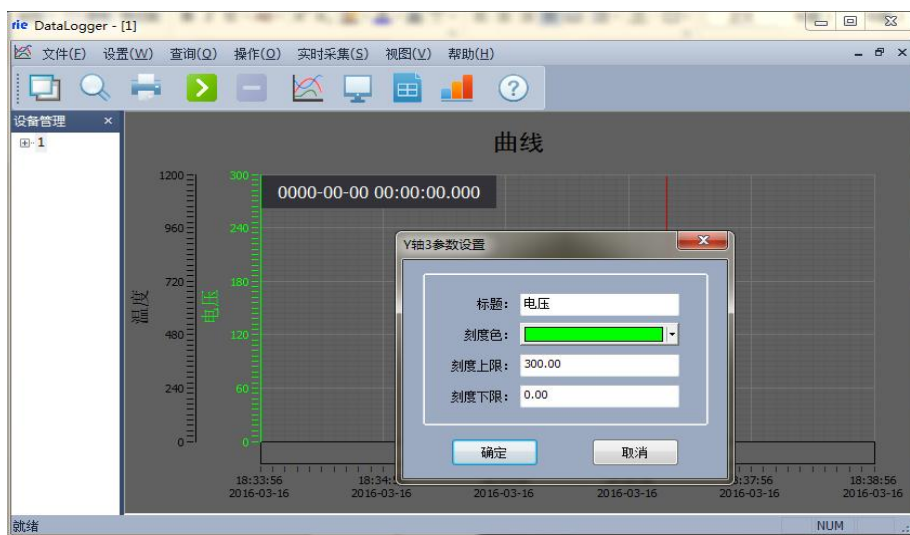 rie DataLogger - [1]
文件(F) 设置(W) 查询(Q) 操作(O) 实时采集(S) 视图(V) 帮助(H)
设备管理
1
曲线
0000-00-00 00:00:00.000
温度
1200
960
720
480
240
0
电压
300
240
180
120
60
0
Y轴3参数设置
标题： 电压
刻度色：
刻度上限： 300.00
刻度下限： 0.00
确定 取消
18:33:56 18:34: :37:56 18:38:56
2016-03-16 2016-03-16 2016-03-16 2016-03-16 2016-03-16 2016-03-16
就绪 NUM